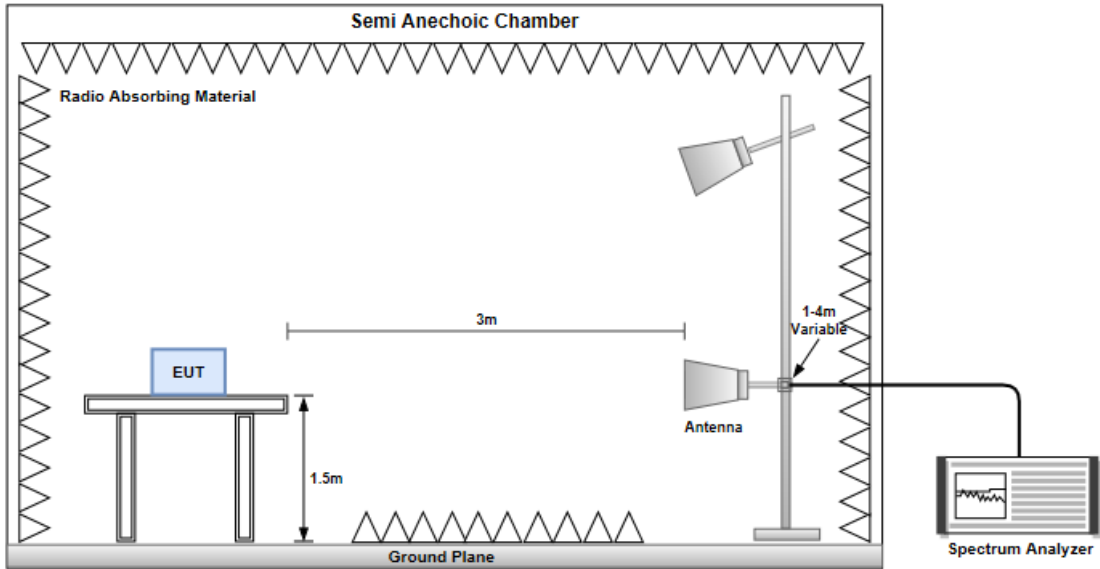 Semi Anechoic Chamber
Radio Absorbing Material
3m
1-4m
Variable
EUT
Antenna
1.5m
Ground Plane
Spectrum Analyzer